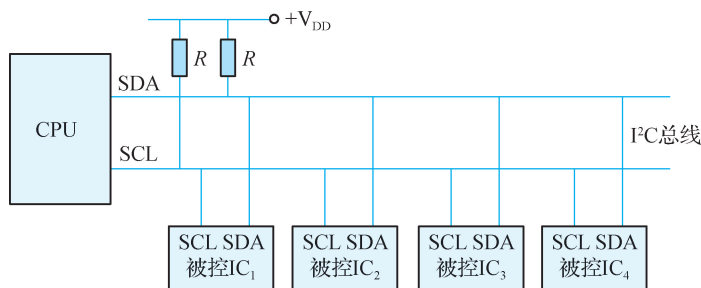 +V_DD
R R
SDA
CPU
SCL
I²C总线
SCL SDA
被控IC₁
SCL SDA
被控IC₂
SCL SDA
被控IC₃
SCL SDA
被控IC₄